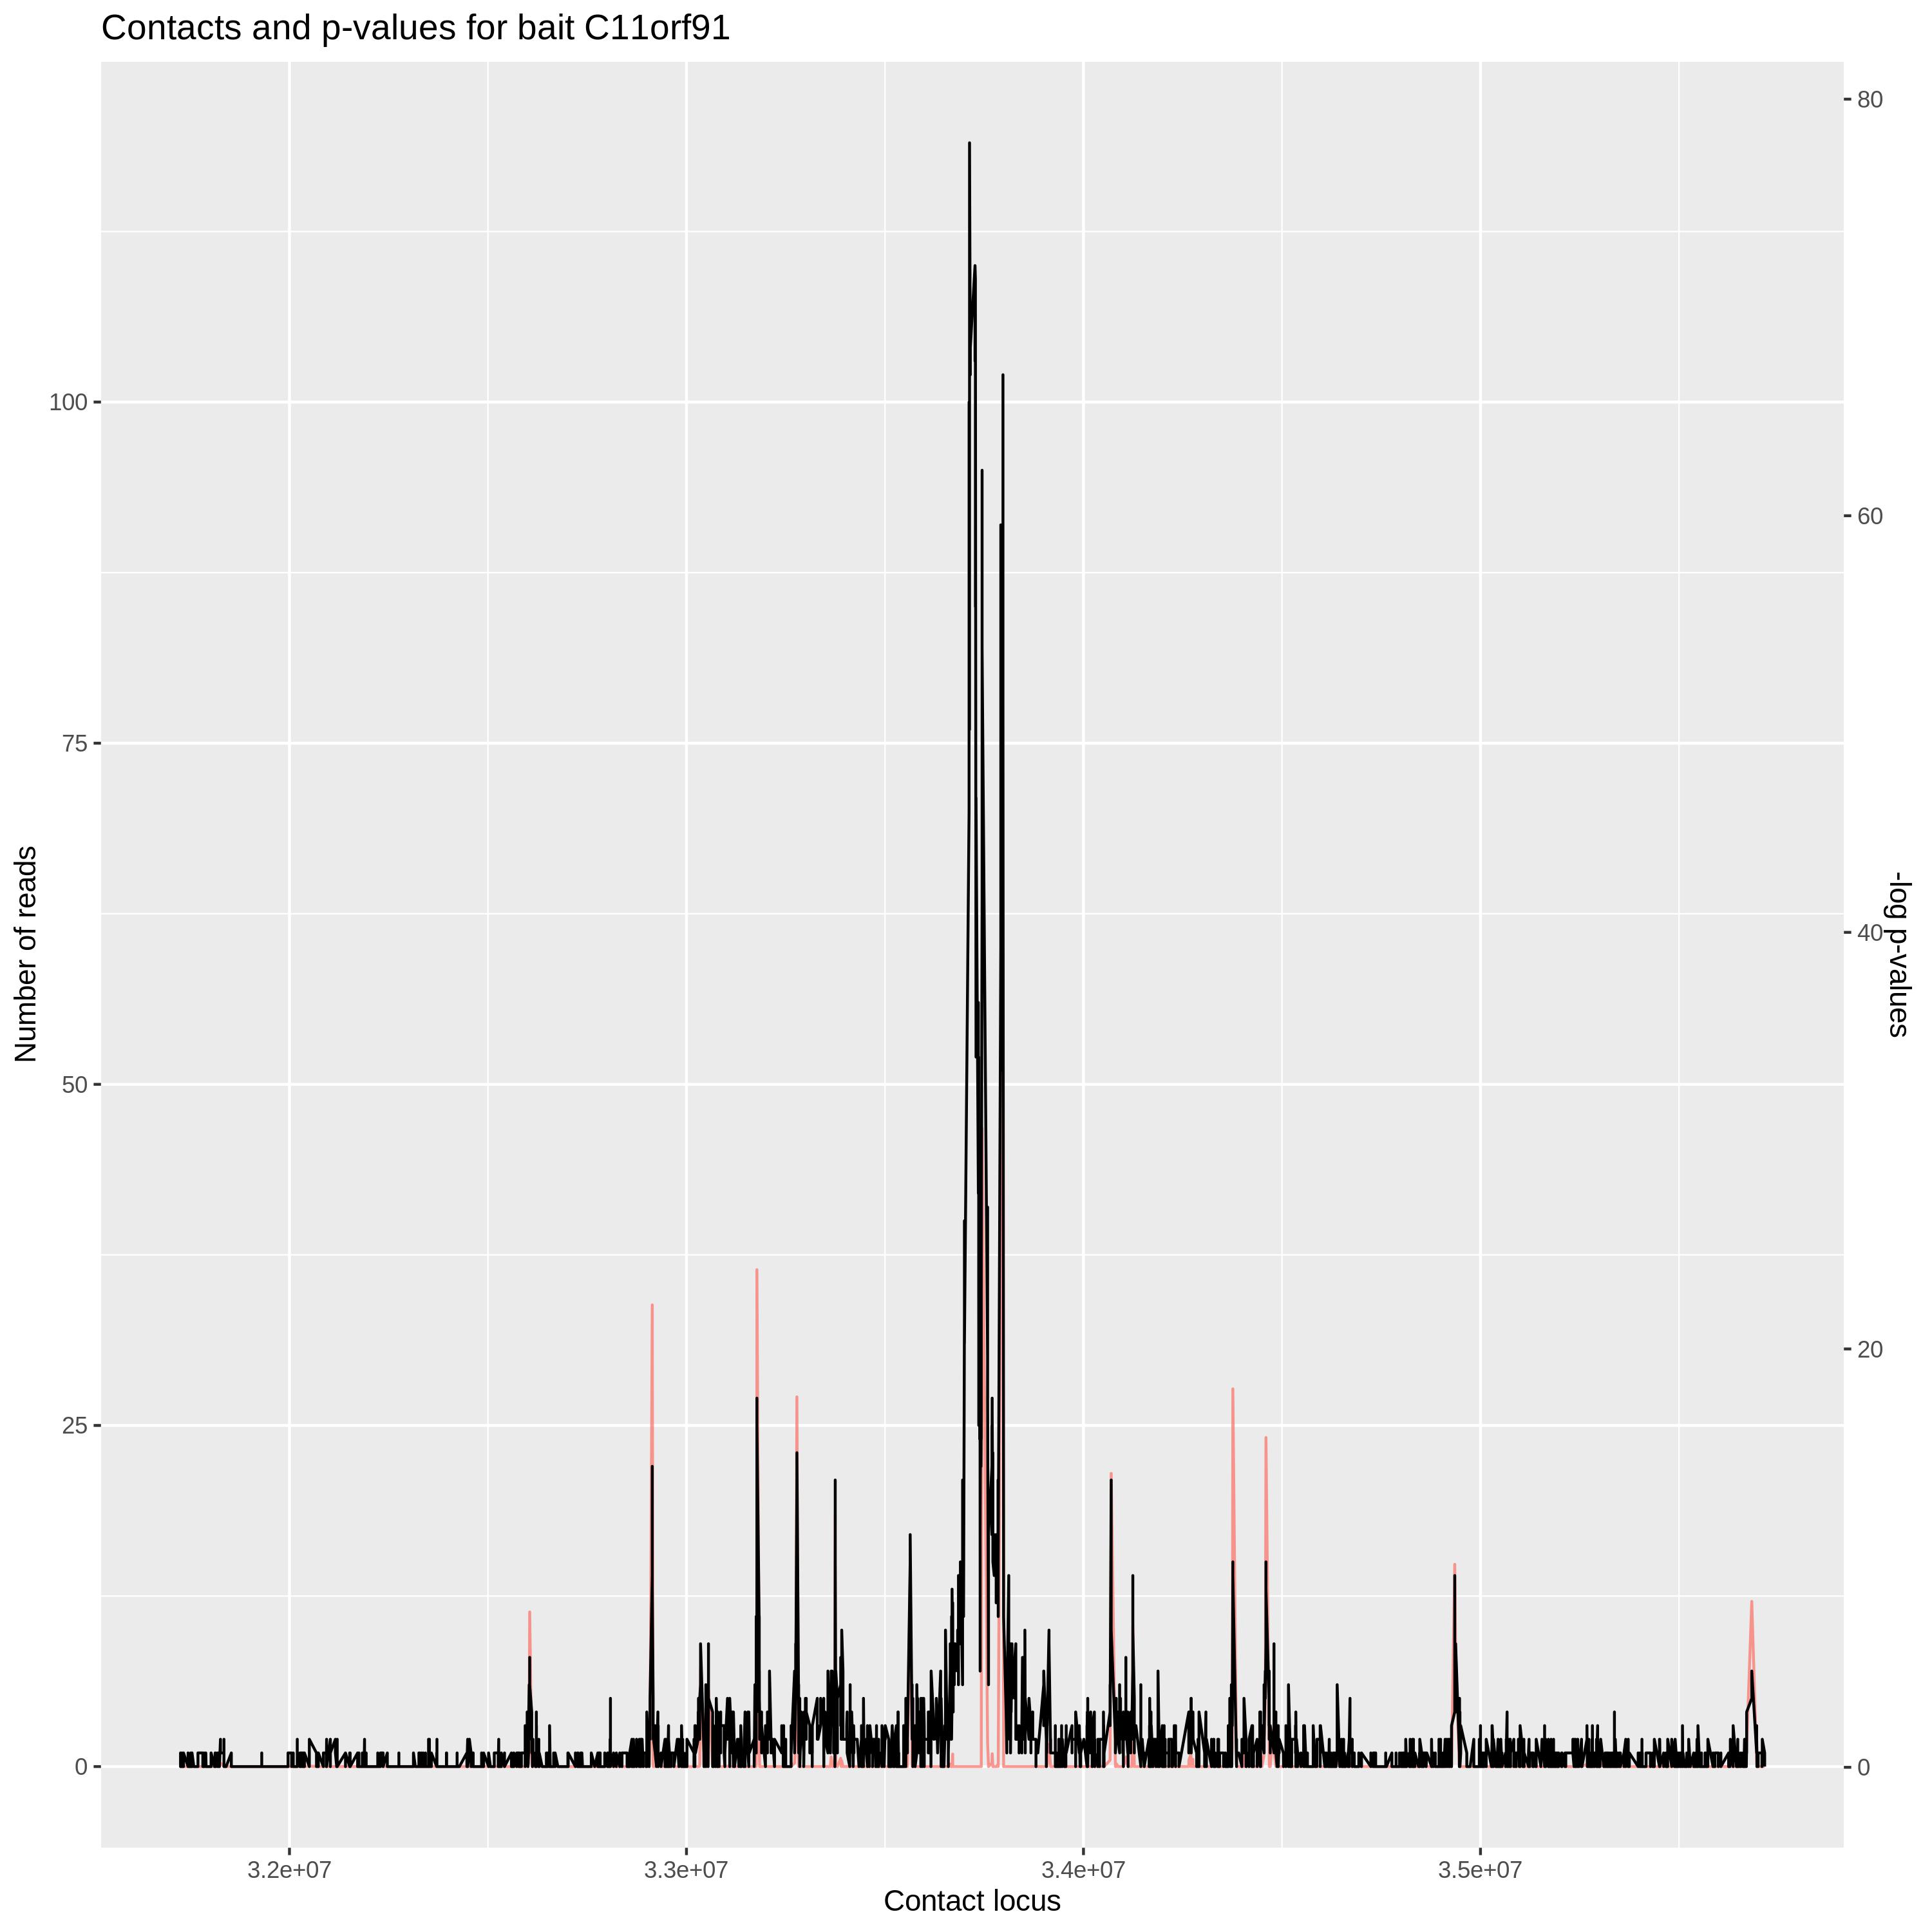 Contacts and p-values for bait C11orf91
Number of reads
100
75
50
25
0
80
60
40
20
0
-log p-values
3.2e+07 3.3e+07 3.4e+07 3.5e+07
Contact locus